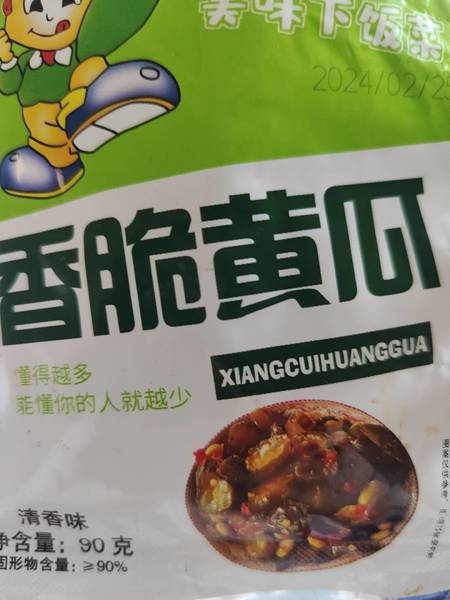 美味下饭菜
2024/02/25
香脆黄瓜
XIANGCUIHUANGGUA
懂得越多
能懂你的人就越少
清香味
净含量：90 克
固形物含量：≥90%